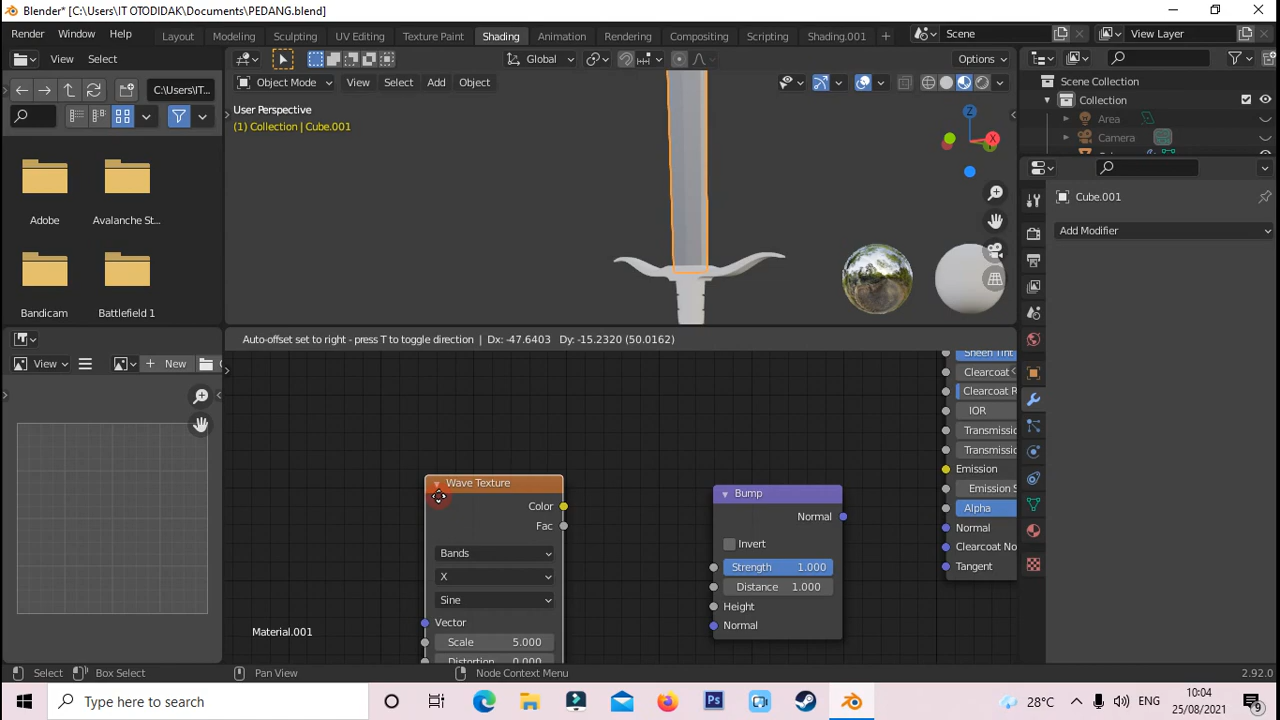 Blender* [C:\Users\IT OTODIDAK\Documents\PEDANG.blend]
Render Window Help Layout Modeling Sculpting UV Editing Texture Paint Shading Animation Rendering Compositing Scripting Shading.001 + Scene View Layer
View Select Global Options
C:\Users\IT... Object Mode View Select Add Object
Scene Collection
Collection
Area
Camera
User Perspective
(1) Collection | Cube.001
Adobe
Avalanche St...
Bandicam
Battlefield 1
Cube.001
Add Modifier
Auto-offset set to right - press T to toggle direction | Dx: -47.6403 Dy: -15.2320 (50.0162)
View New
Wave Texture
Color
Fac
Bands
X
Sine
Vector
Scale 5.000
Distortion 0.000
Bump
Normal
Invert
Strength 1.000
Distance 1.000
Height
Normal
Sheen Tint
Clearcoat
Clearcoat R
IOR
Transmissic
Transmissic
Emission
Emission S
Alpha
Normal
Clearcoat No
Tangent
Material.001
Select Box Select Pan View Node Context Menu 2.92.0
Type here to search
Ps
28°C ENG
10:04
25/08/2021
9